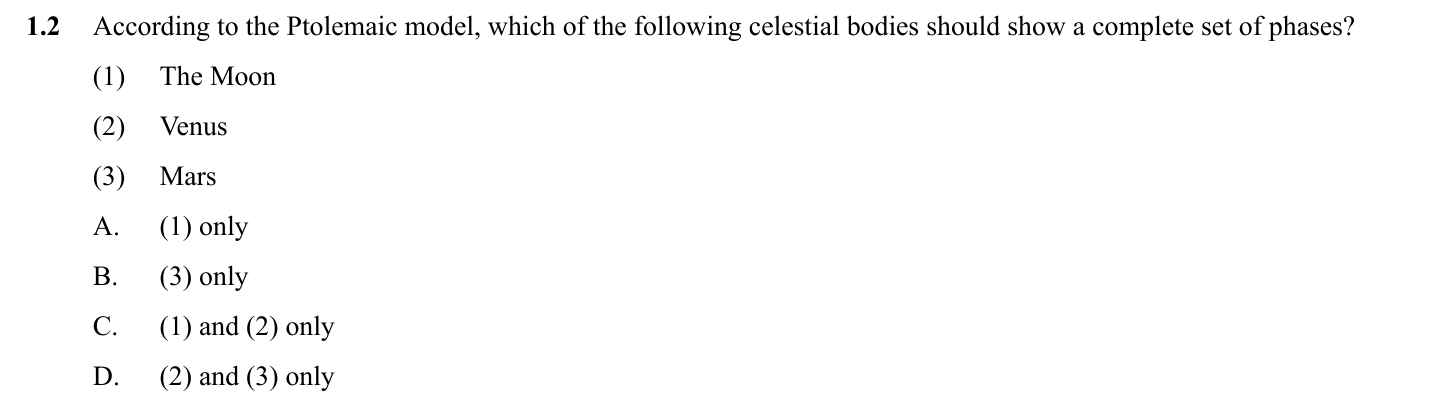 1.2 According to the Ptolemaic model, which of the following celestial bodies should show a complete set of phases?
(1) The Moon
(2) Venus
(3) Mars
A. (1) only
B. (3) only
C. (1) and (2) only
D. (2) and (3) only